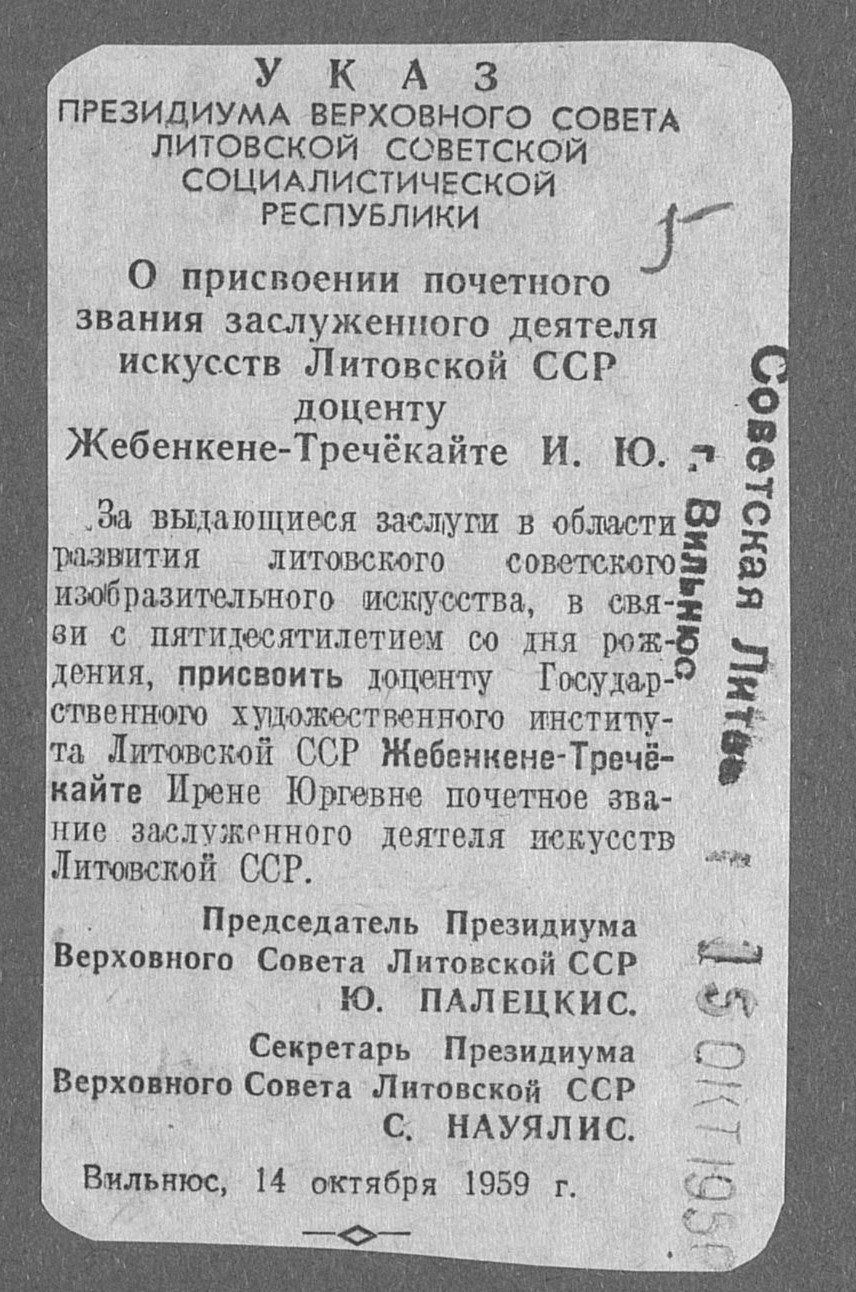 УКАЗ
ПРЕЗИДИУМА ВЕРХОВНОГО СОВЕТА
ЛИТОВСКОЙ СОВЕТСКОЙ
СОЦИАЛИСТИЧЕСКОЙ
РЕСПУБЛИКИ
О присвоении почетного
звания заслуженного деятеля
искусств Литовской ССР
доценту
Жебенкене-Тречёкайте И. Ю.
За выдающиеся заслуги в области
развития литовского советского
изобразительного искусства, в свя-
зи с пятидесятилетием со дня рож-
дения, присвоить доценту Государ-
ственного художественного институ-
та Литовской ССР Жебенкене-Тречё-
кайте Ирене Юргевне почетное зва-
ние заслуженного деятеля искусств
Литовской ССР.
Председатель Президиума
Верховного Совета Литовской ССР
Ю. ПАЛЕЦКИС.
Секретарь Президиума
Верховного Совета Литовской ССР
С. НАУЯЛИС.
Вильнюс, 14 октября 1959 г.
Советская Литва
г. Вильнюс
15 ОКТ 1959